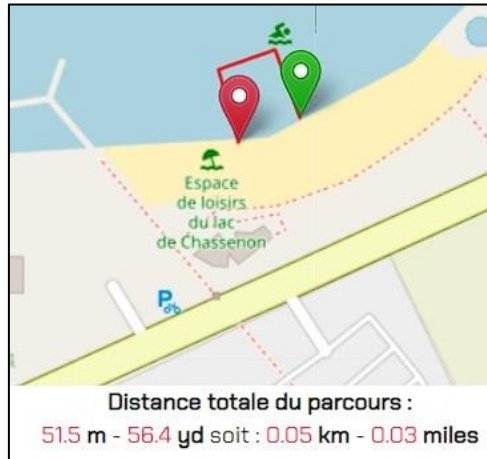 Espace
de loisirs
du lac
de Chassenon
P
Distance totale du parcours :
51.5 m - 56.4 yd soit : 0.05 km - 0.03 miles